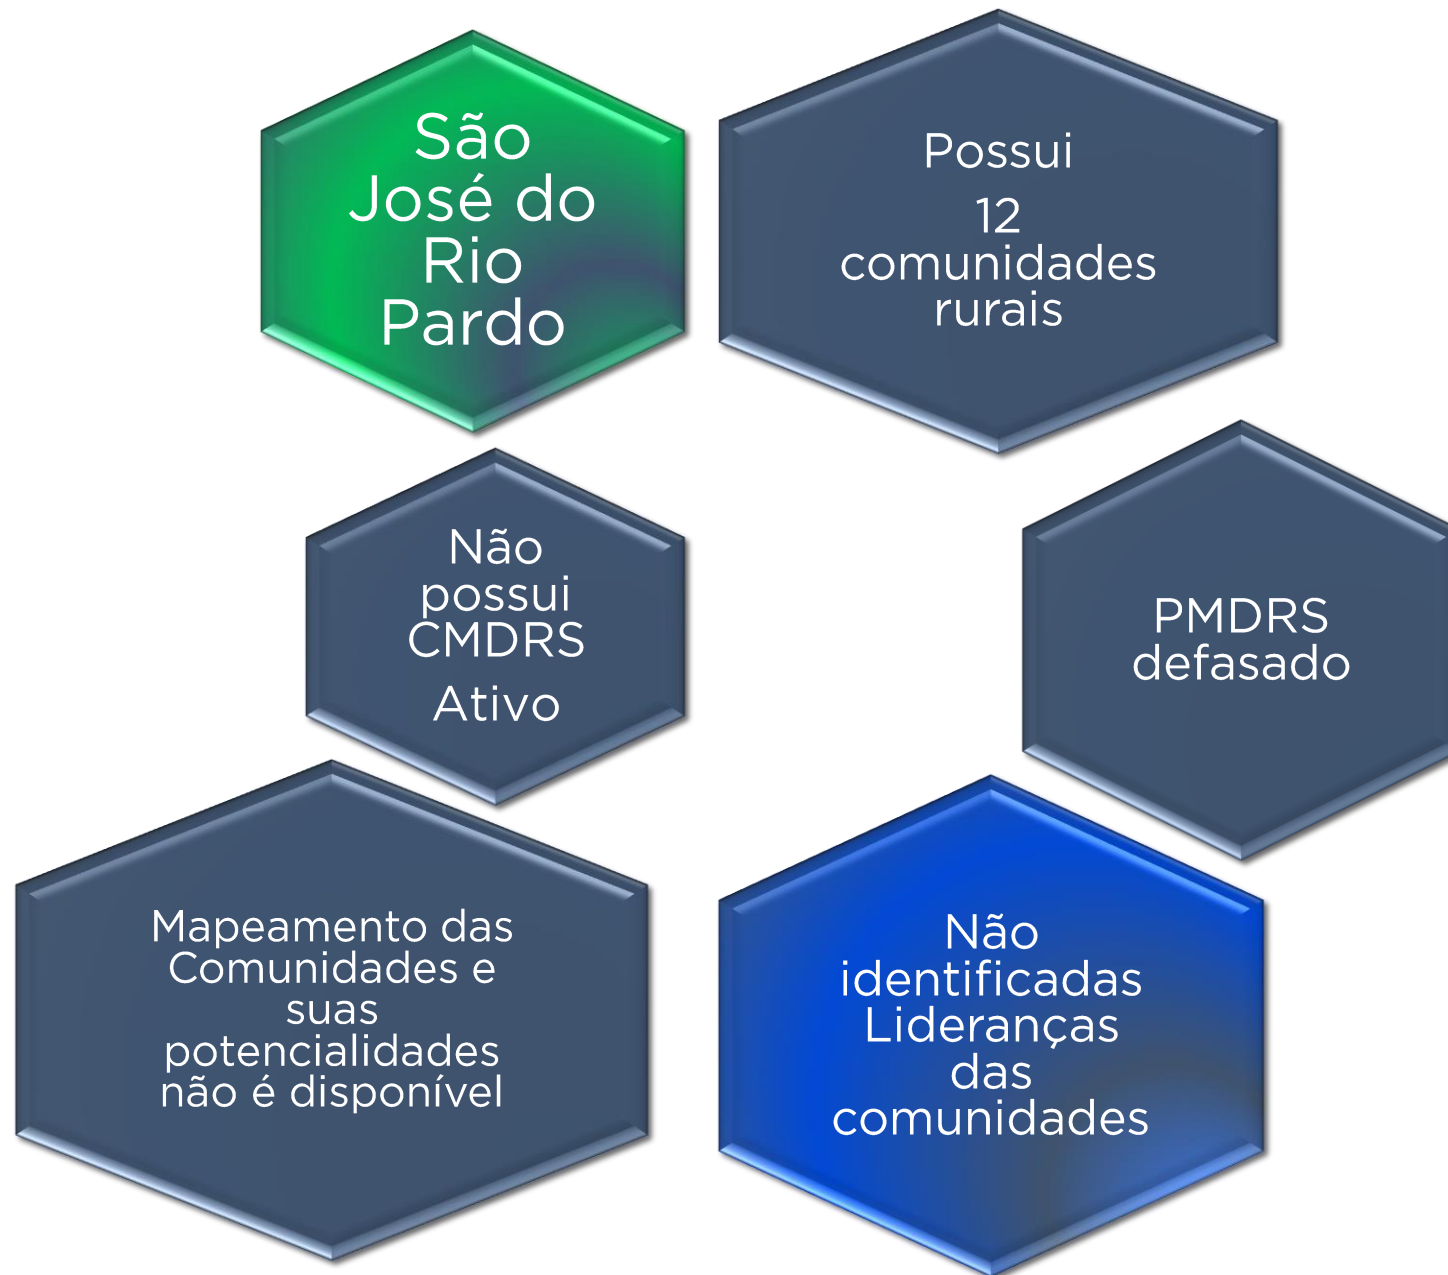 São
José do
Rio
Pardo
Possui
12
comunidades
rurais
Não
possui
CMDRS
Ativo
PMDRS
defasado
Mapeamento das
Comunidades e
suas
potencialidades
não é disponível
Não
identificadas
Lideranças
das
comunidades